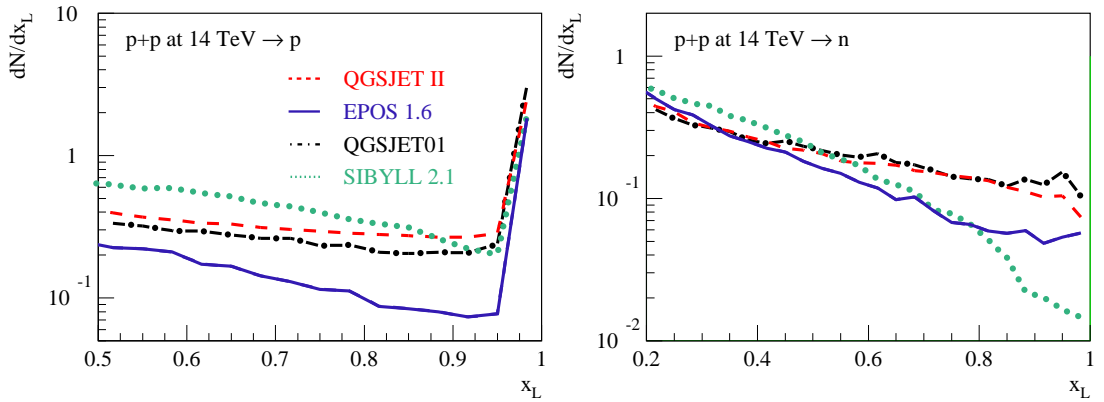 dN/dx_L
p+p at 14 TeV → p
QGSJET II
EPOS 1.6
QGSJET01
SIBYLL 2.1
10
1
10 -1
0.5 0.6 0.7 0.8 0.9 1
x_L
dN/dx_L
p+p at 14 TeV → n
1
10 -1
10 -2
0.2 0.4 0.6 0.8 1
x_L